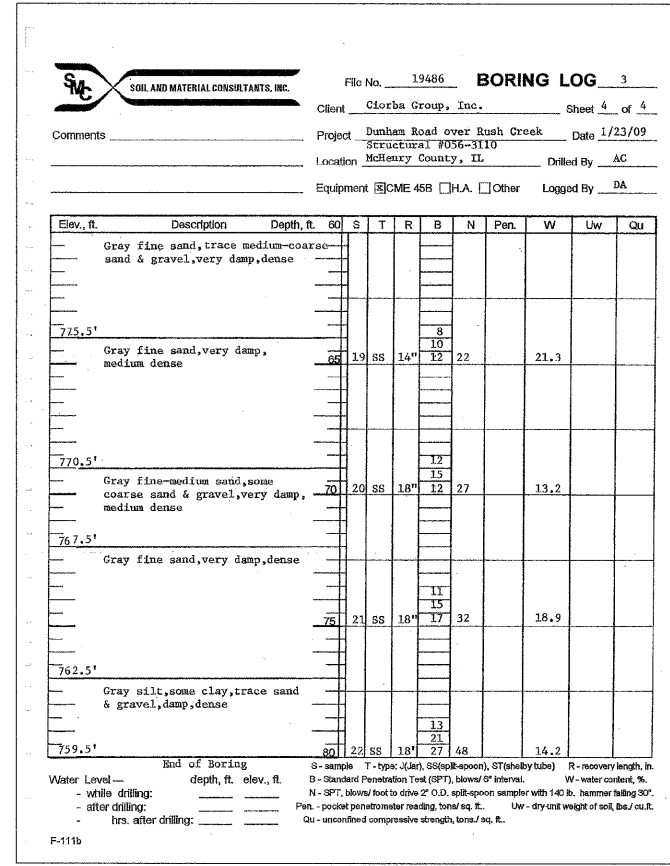 SMC SOIL AND MATERIAL CONSULTANTS, INC.
File No. 19486 BORING LOG 3
Client Ciorba Group, Inc. Sheet 4 of 4
Comments Project Dunham Road over Rush Creek Date 1/23/09
Structural #056-3110
Location McHenry County, IL Drilled By AC
Equipment ☒CME 45B ☐H.A. ☐Other Logged By DA
Elev., ft. Description Depth, ft. 60 S T R B N Pen. W Uw Qu
Gray fine sand,trace medium-coarse
sand & gravel,very damp,dense
775.5' 8
10
Gray fine sand,very damp,
medium dense 65 19 SS 14" 12 22 21.3
770.5' 12
15
Gray fine-medium sand,some
coarse sand & gravel,very damp, 70 20 SS 18" 12 27 13.2
medium dense
767.5'
Gray fine sand,very damp,dense
11
15
75 21 SS 18" 17 32 18.9
762.5'
Gray silt,some clay,trace sand
& gravel,damp,dense
13
21
759.5' 80 22 SS 18" 27 48 14.2
End of Boring
S - sample T - type: J(Jar), SS(split-spoon), ST(shelby tube) R - recovery length, in.
Water Level — depth, ft. elev., ft. B - Standard Penetration Test (SPT), blows/ 6" interval. W - water content, %.
- while drilling: N - SPT, blows/ foot to drive 2" O.D. split-spoon sampler with 140 lb. hammer falling 30".
- after drilling: Pen. - pocket penetrometer reading, tons/ sq. ft.. Uw - dry unit weight of soil, lbs./ cu.ft.
- hrs. after drilling: Qu - unconfined compressive strength, tons./ sq. ft..
F-111b